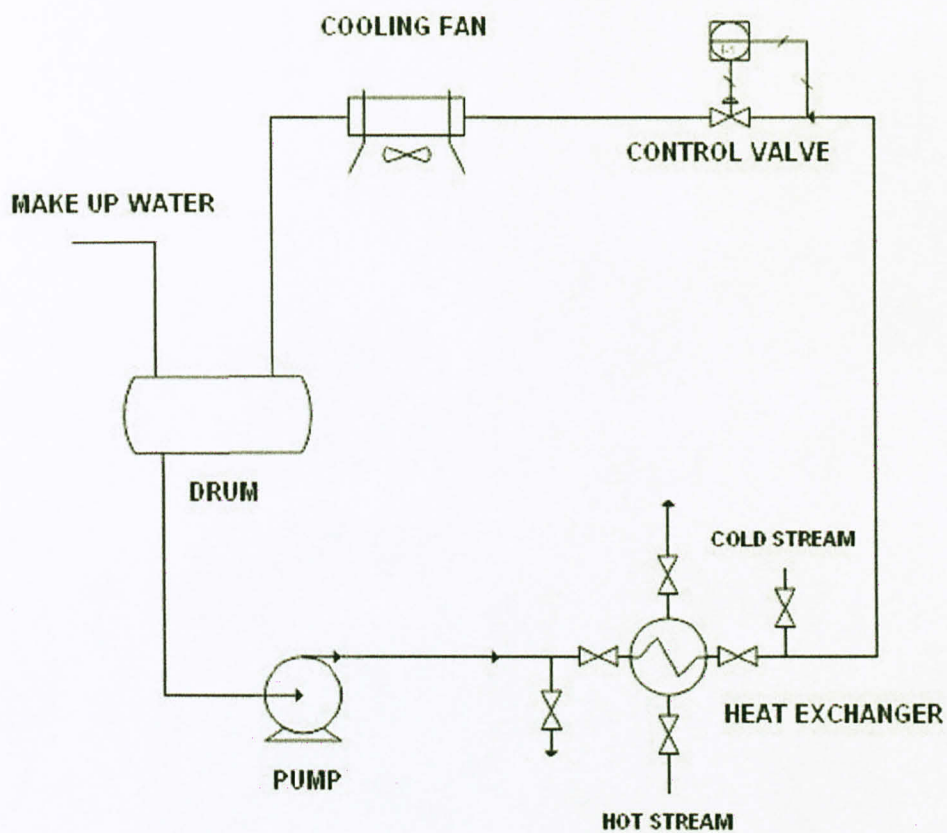 COOLING FAN
CONTROL VALVE
MAKE UP WATER
DRUM
COLD STREAM
HEAT EXCHANGER
PUMP
HOT STREAM